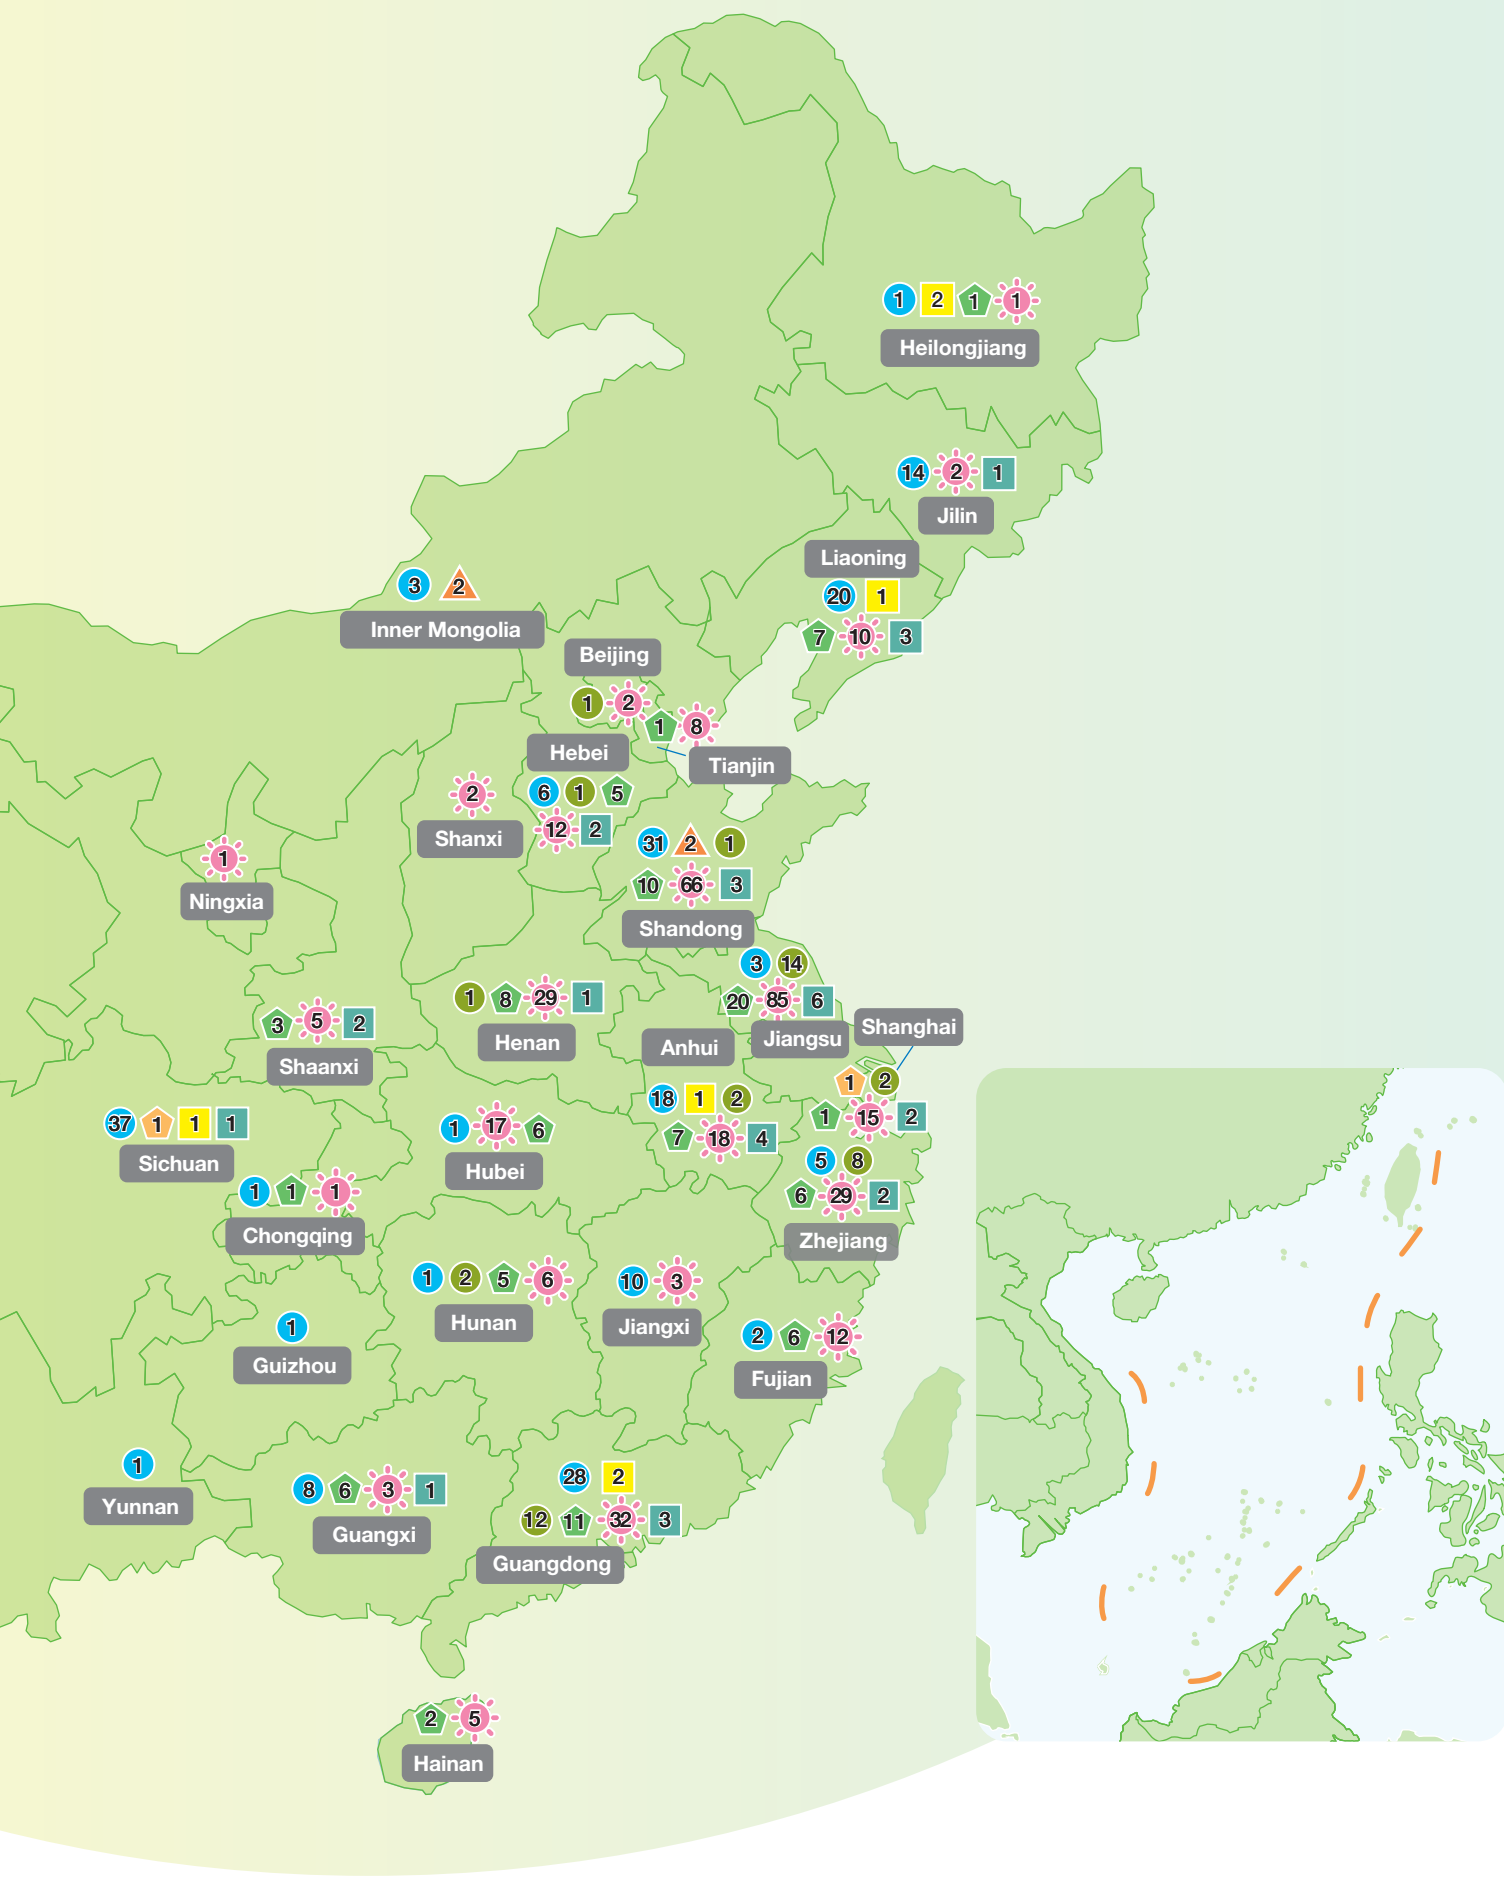 1 2 1 1
Heilongjiang
14 2 1
Jilin
Liaoning
20 1
7 10 3
3 2
Inner Mongolia
Beijing
1 2
1 8
Tianjin
Hebei
6 1 5
12 2
2
Shanxi
1
Ningxia
31 2 1
10 66 3
Shandong
3 14
20 85 6
Jiangsu
1 8 29 1
Henan
3 5 2
Shaanxi
Shanghai
1 2
1 15 2
Anhui
18 1 2
7 18 4
37 1 1 1
Sichuan
1 17 6
Hubei
5 8
6 29 2
Zhejiang
1 1 1
Chongqing
1 2 5 6
Hunan
10 3
Jiangxi
1
Guizhou
2 6 12
Fujian
1
Yunnan
8 6 3 1
Guangxi
28 2
12 11 32 3
Guangdong
2 5
Hainan